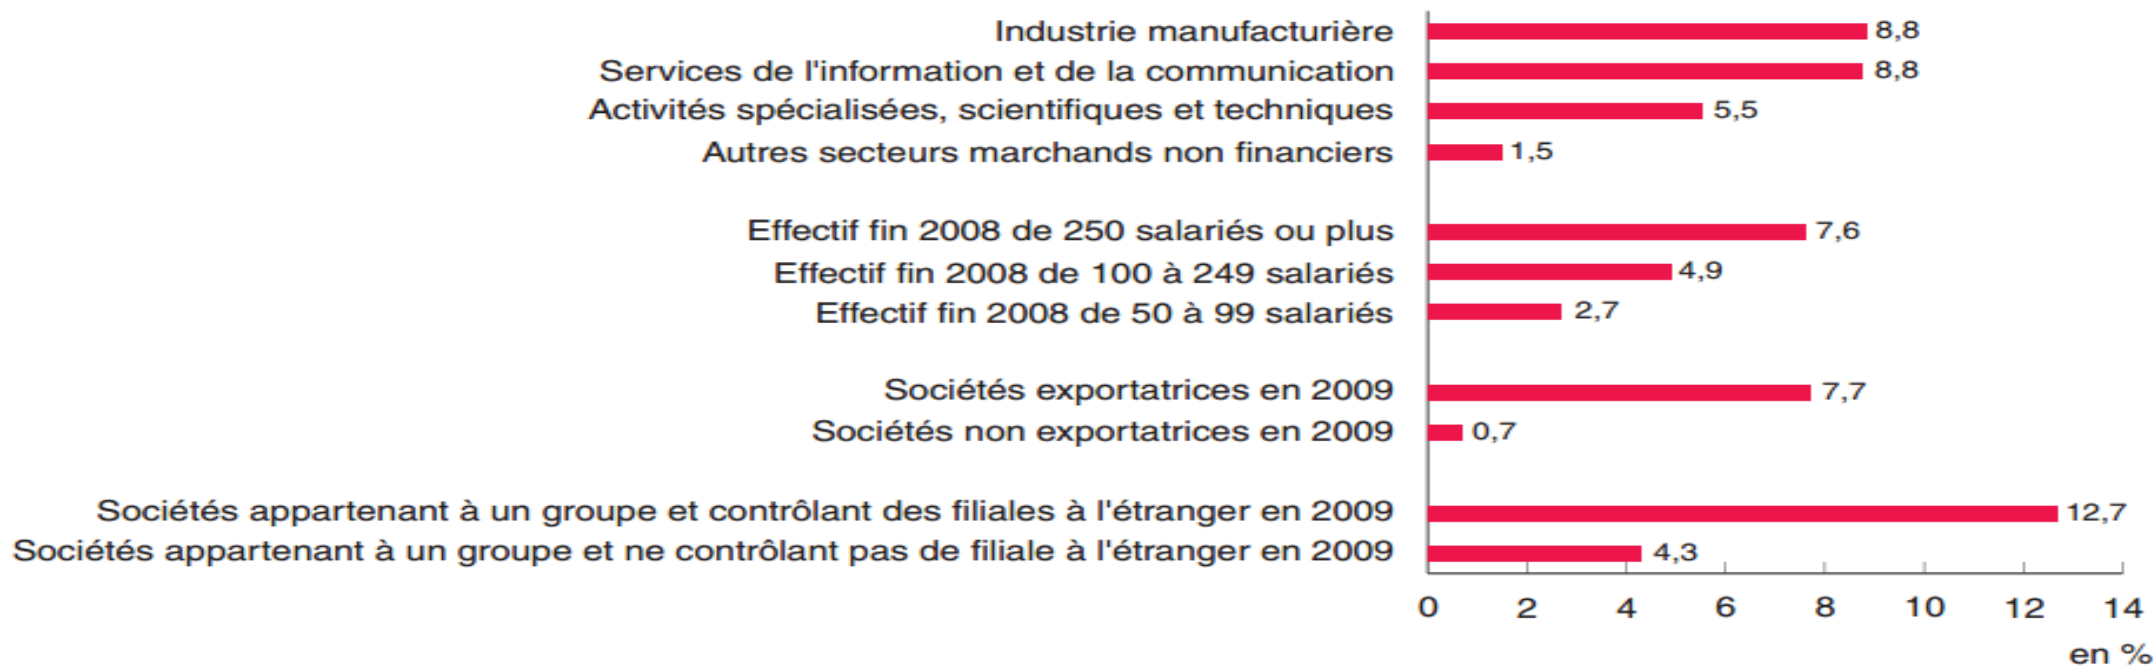 Industrie manufacturière 8,8
Services de l'information et de la communication 8,8
Activités spécialisées, scientifiques et techniques 5,5
Autres secteurs marchands non financiers 1,5
Effectif fin 2008 de 250 salariés ou plus 7,6
Effectif fin 2008 de 100 à 249 salariés 4,9
Effectif fin 2008 de 50 à 99 salariés 2,7
Sociétés exportatrices en 2009 7,7
Sociétés non exportatrices en 2009 0,7
Sociétés appartenant à un groupe et contrôlant des filiales à l'étranger en 2009 12,7
Sociétés appartenant à un groupe et ne contrôlant pas de filiale à l'étranger en 2009 4,3
0 2 4 6 8 10 12 14
en %